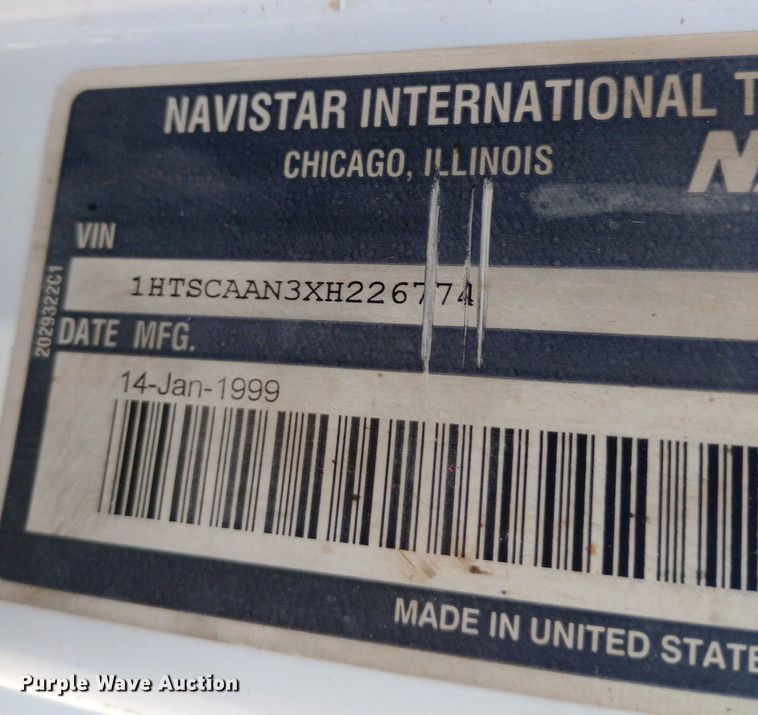 NAVISTAR INTERNATIONAL T
CHICAGO, ILLINOIS
VIN
1HTSCAAN3XH226774
2029322C1
DATE MFG.
14-Jan-1999
MADE IN UNITED STATE
Purple Wave Auction